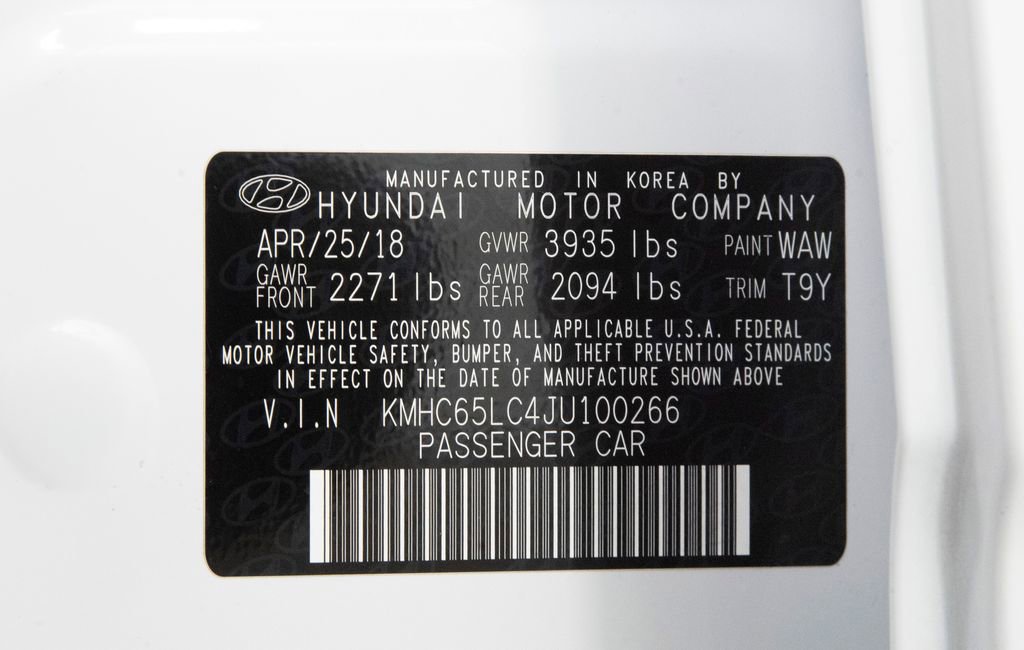 MANUFACTURED IN KOREA BY
HYUNDAI MOTOR COMPANY
APR/25/18 GVWR 3935 lbs PAINT WAW
GAWR FRONT 2271 lbs GAWR REAR 2094 lbs TRIM T9Y
THIS VEHICLE CONFORMS TO ALL APPLICABLE U.S.A. FEDERAL
MOTOR VEHICLE SAFETY, BUMPER, AND THEFT PREVENTION STANDARDS
IN EFFECT ON THE DATE OF MANUFACTURE SHOWN ABOVE
V.I.N KMHC65LC4JU100266
PASSENGER CAR